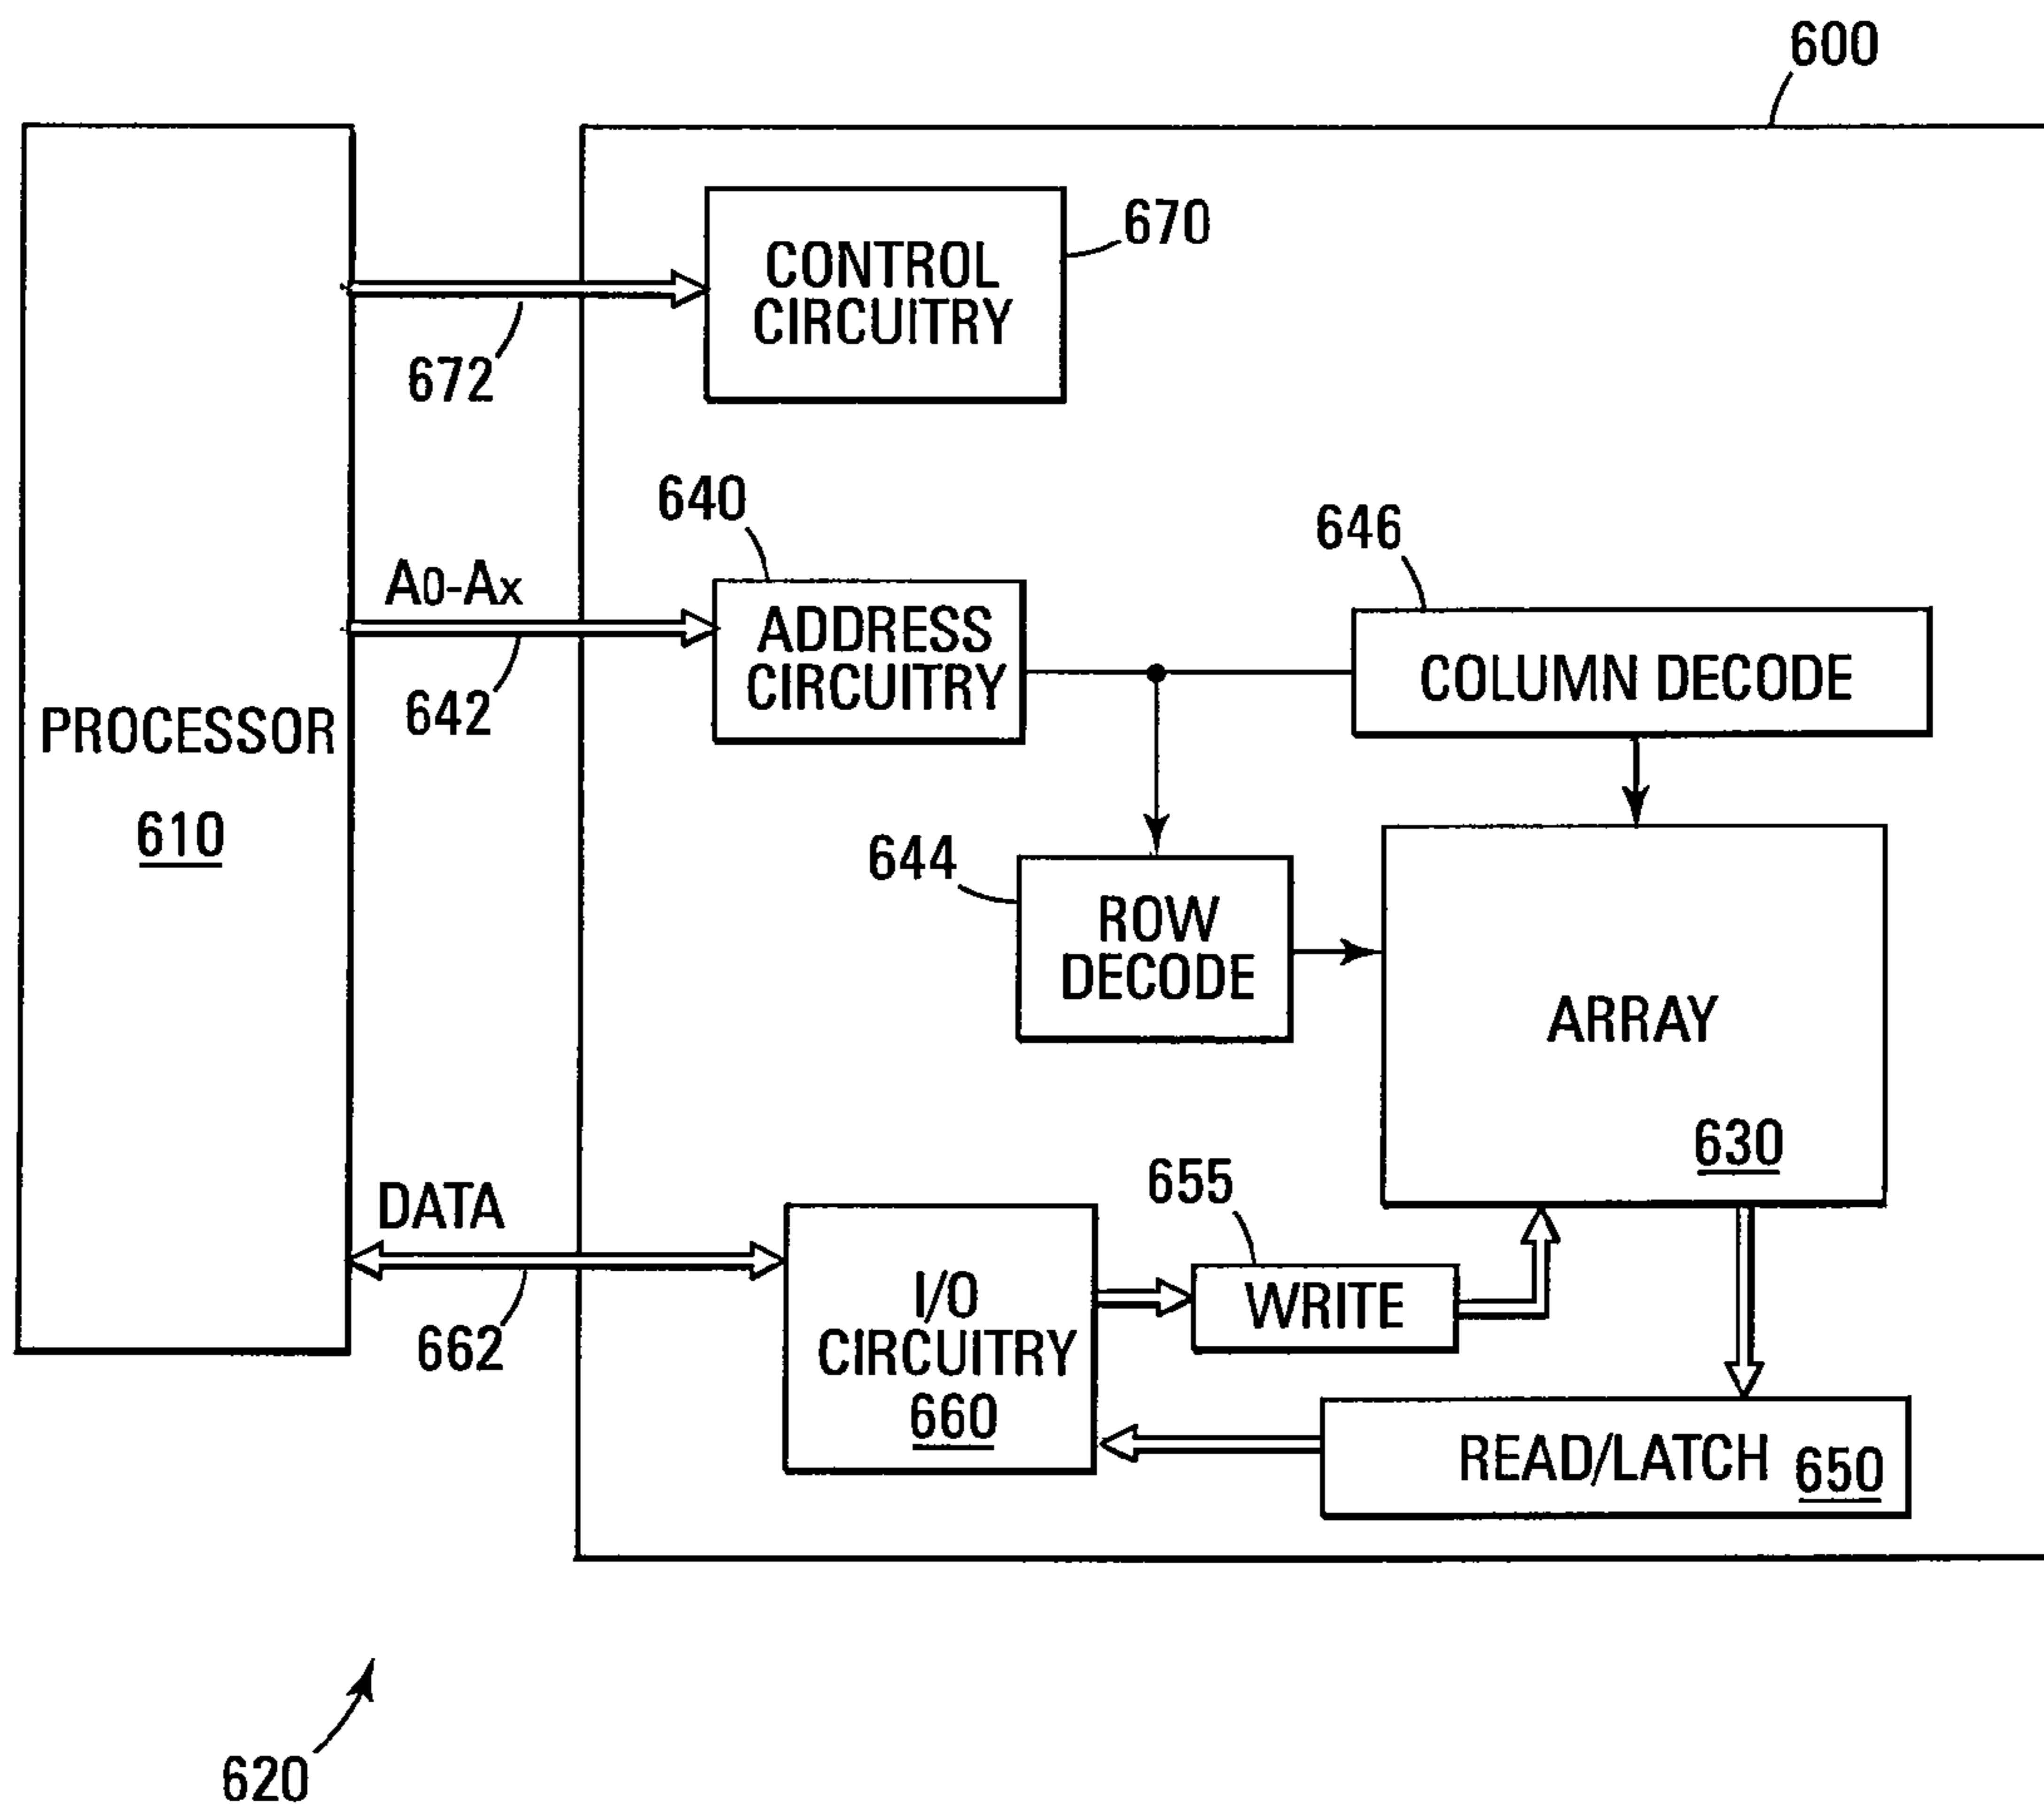 600
670
CONTROL
CIRCUITRY
672
640
646
A0-Ax
ADDRESS
CIRCUITRY
COLUMN DECODE
642
PROCESSOR
610
644
ROW
DECODE
ARRAY
630
655
DATA
I/O
CIRCUITRY
660
WRITE
662
READ/LATCH 650
620